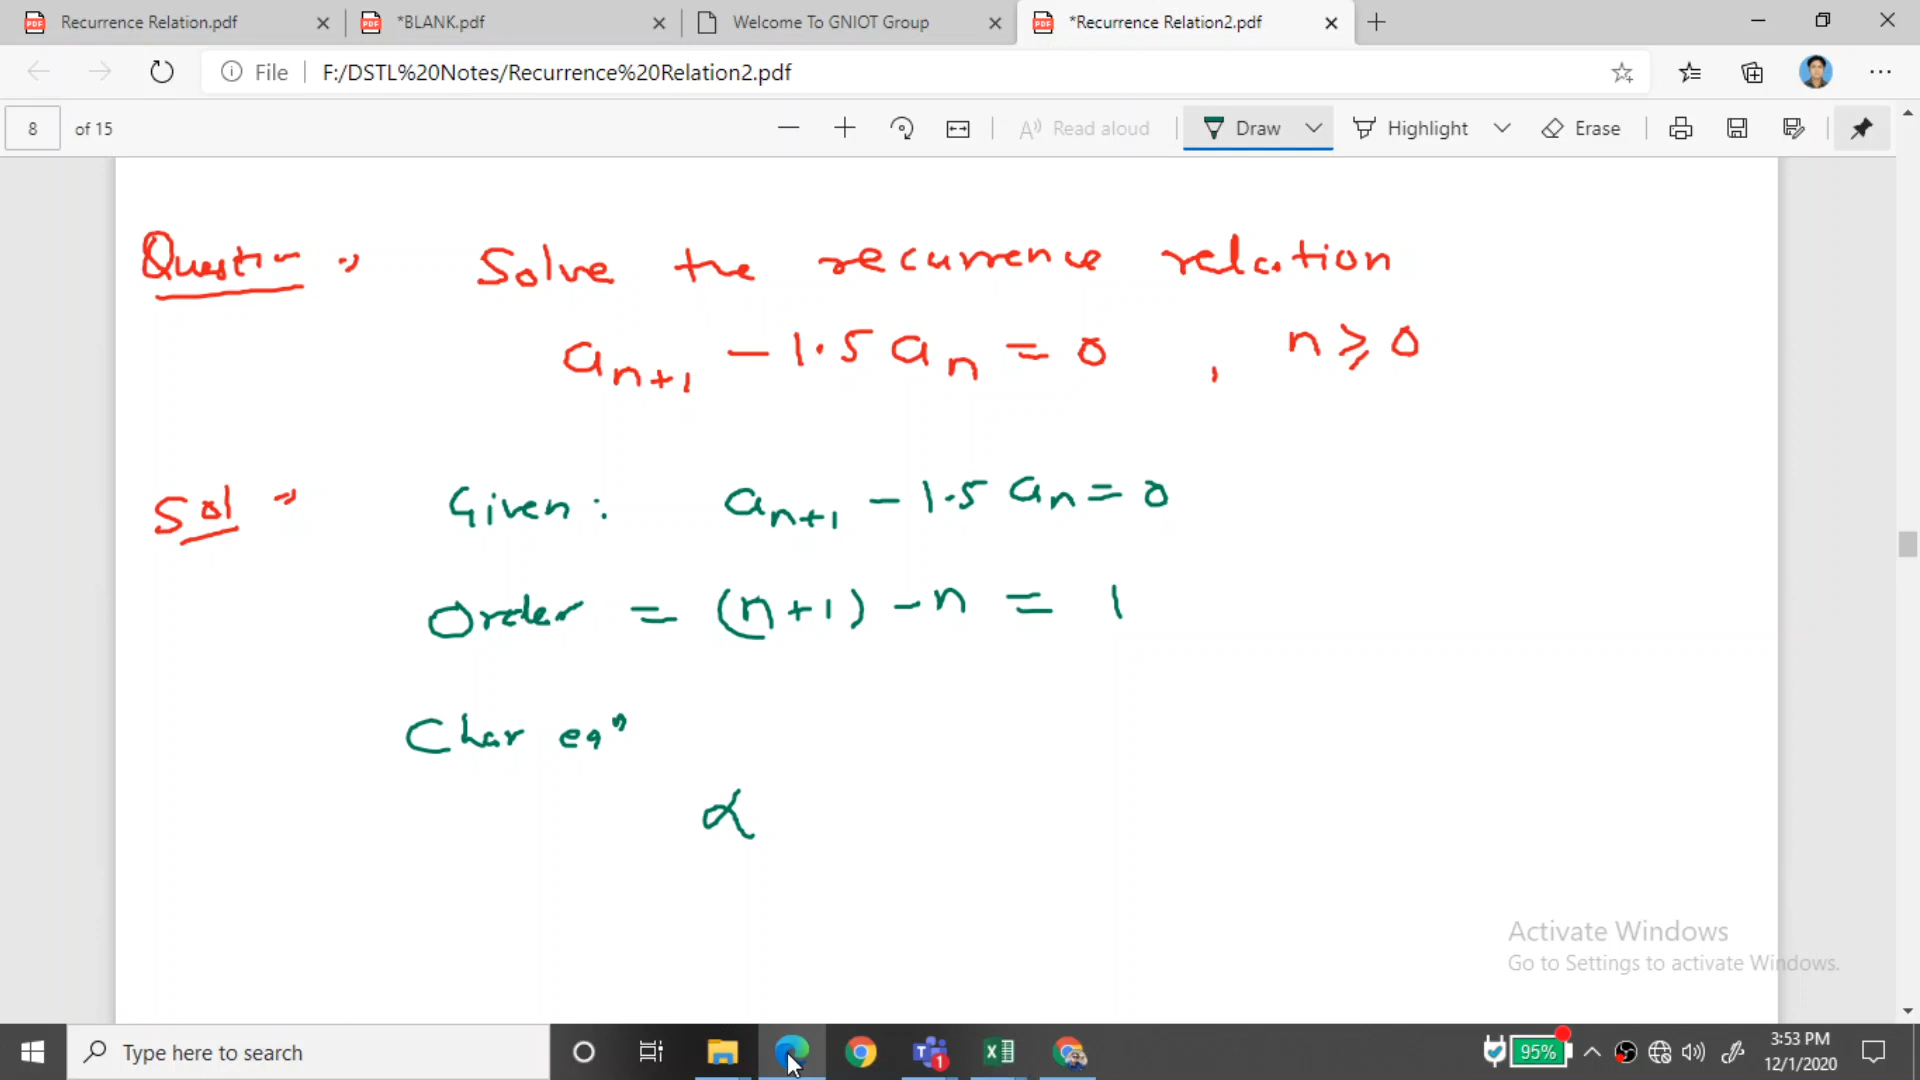 Recurrence Relation.pdf
*BLANK.pdf
Welcome To GNIOT Group
*Recurrence Relation2.pdf
File
F:/DSTL%20Notes/Recurrence%20Relation2.pdf
8 of 15
Read aloud
Draw
Highlight
Erase
Question :→ Solve the recurrence relation
aₙ₊₁ − 1.5 aₙ = 0 , n ⩾ 0
Sol → Given : aₙ₊₁ − 1.5 aₙ = 0
Order = (n+1) − n = 1
Char eqⁿ
α
Activate Windows
Go to Settings to activate Windows.
Type here to search
1
95%
3:53 PM
12/1/2020